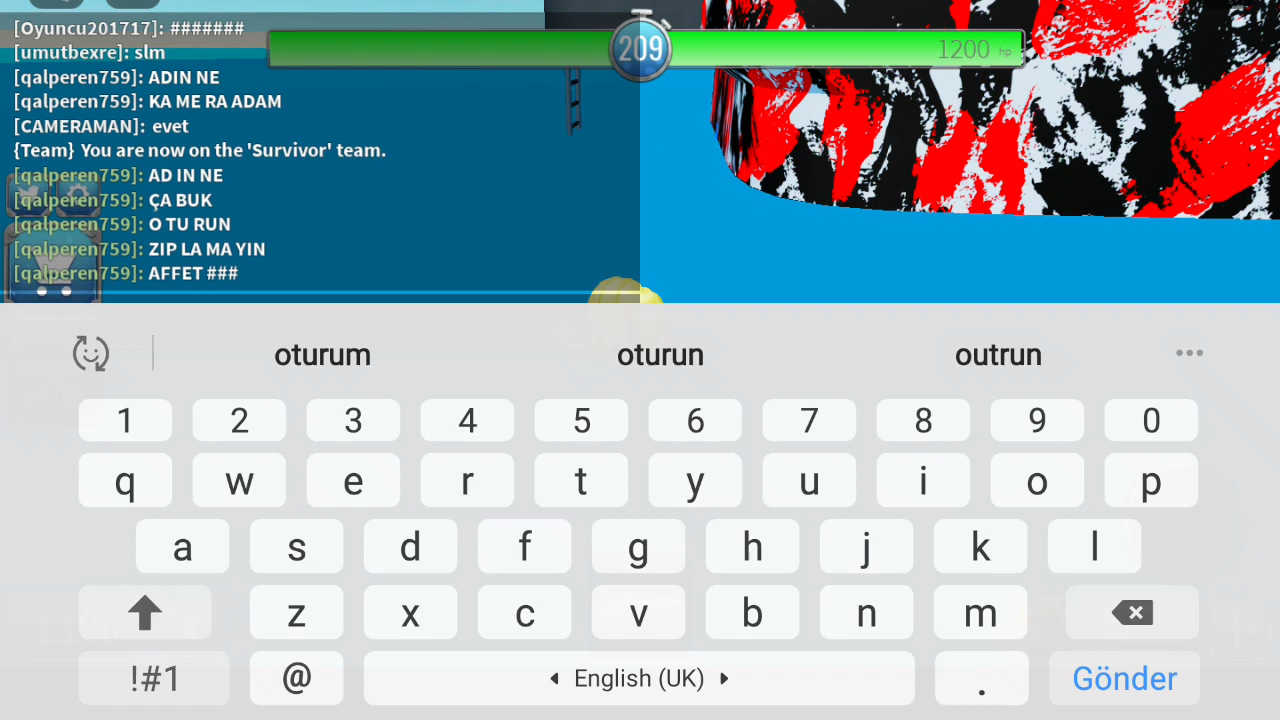 [Oyuncu201717]: #######
[umutbexre]: slm
[qalperen759]: ADIN NE
[qalperen759]: KA ME RA ADAM
[CAMERAMAN]: evet
{Team} You are now on the 'Survivor' team.
[qalperen759]: AD IN NE
[qalperen759]: ÇA BUK
[qalperen759]: O TU RUN
[qalperen759]: ZIP LA MA YIN
[qalperen759]: AFFET ###
209
1200 hp
oturum oturun outrun
1 2 3 4 5 6 7 8 9 0
q w e r t y u i o p
a s d f g h j k l
z x c v b n m
!#1 @ English (UK) . Gönder